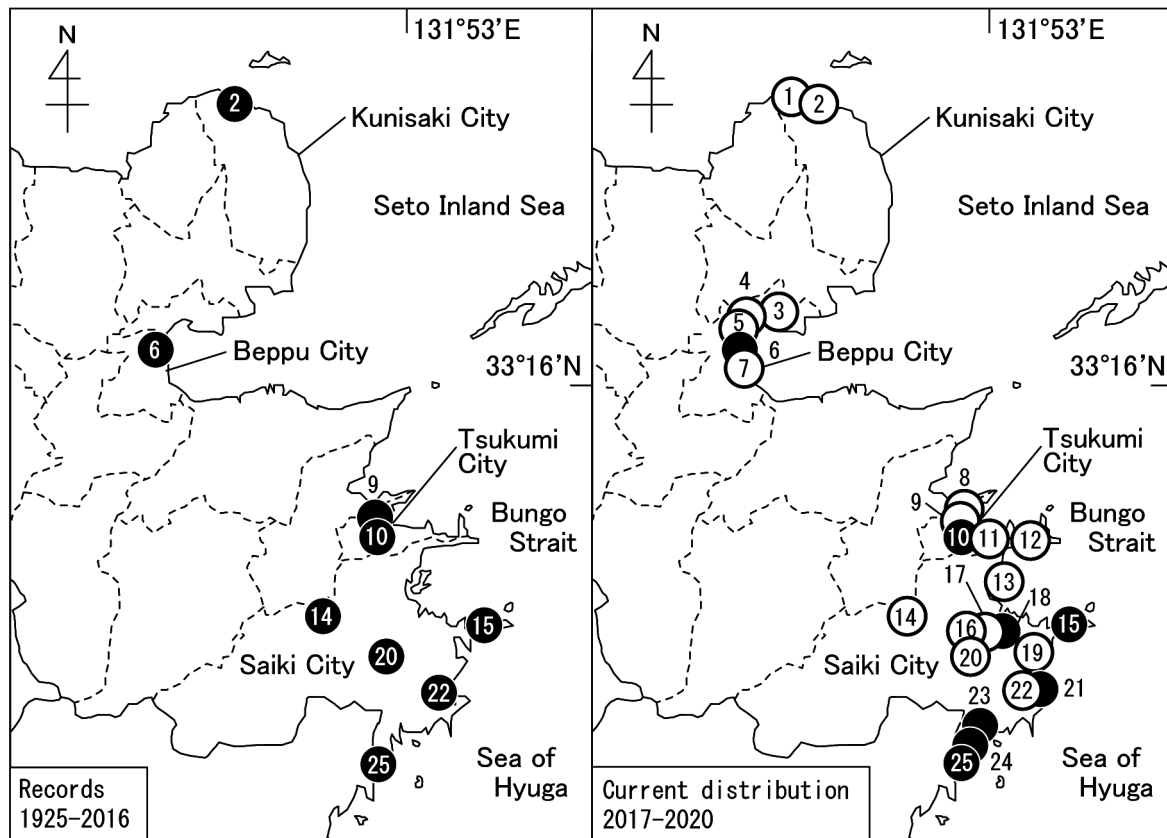 131°53'E
N
2
Kunisaki City
Seto Inland Sea
6
Beppu City
Tsukumi
City
9
10
Bungo
Strait
14
15
20
Saiki City
22
25
Sea of
Hyuga
Records
1925-2016
131°53'E
N
1
2
Kunisaki City
Seto Inland Sea
4
3
5
6
Beppu City
7
33°16'N
Tsukumi
City
8
9
10
11
12
Bungo
Strait
13
17
18
14
16
15
19
20
Saiki City
22
21
23
24
25
Sea of
Hyuga
Current distribution
2017-2020